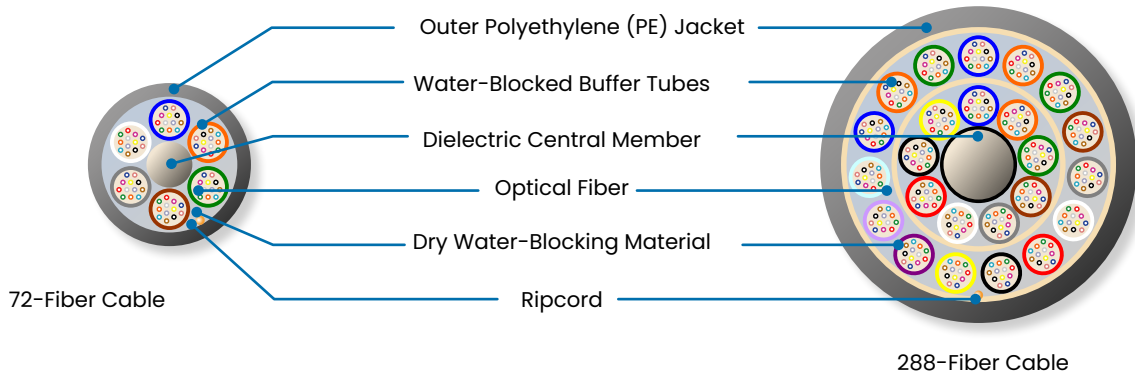 Outer Polyethylene (PE) Jacket
Water-Blocked Buffer Tubes
Dielectric Central Member
Optical Fiber
Dry Water-Blocking Material
Ripcord
72-Fiber Cable
288-Fiber Cable